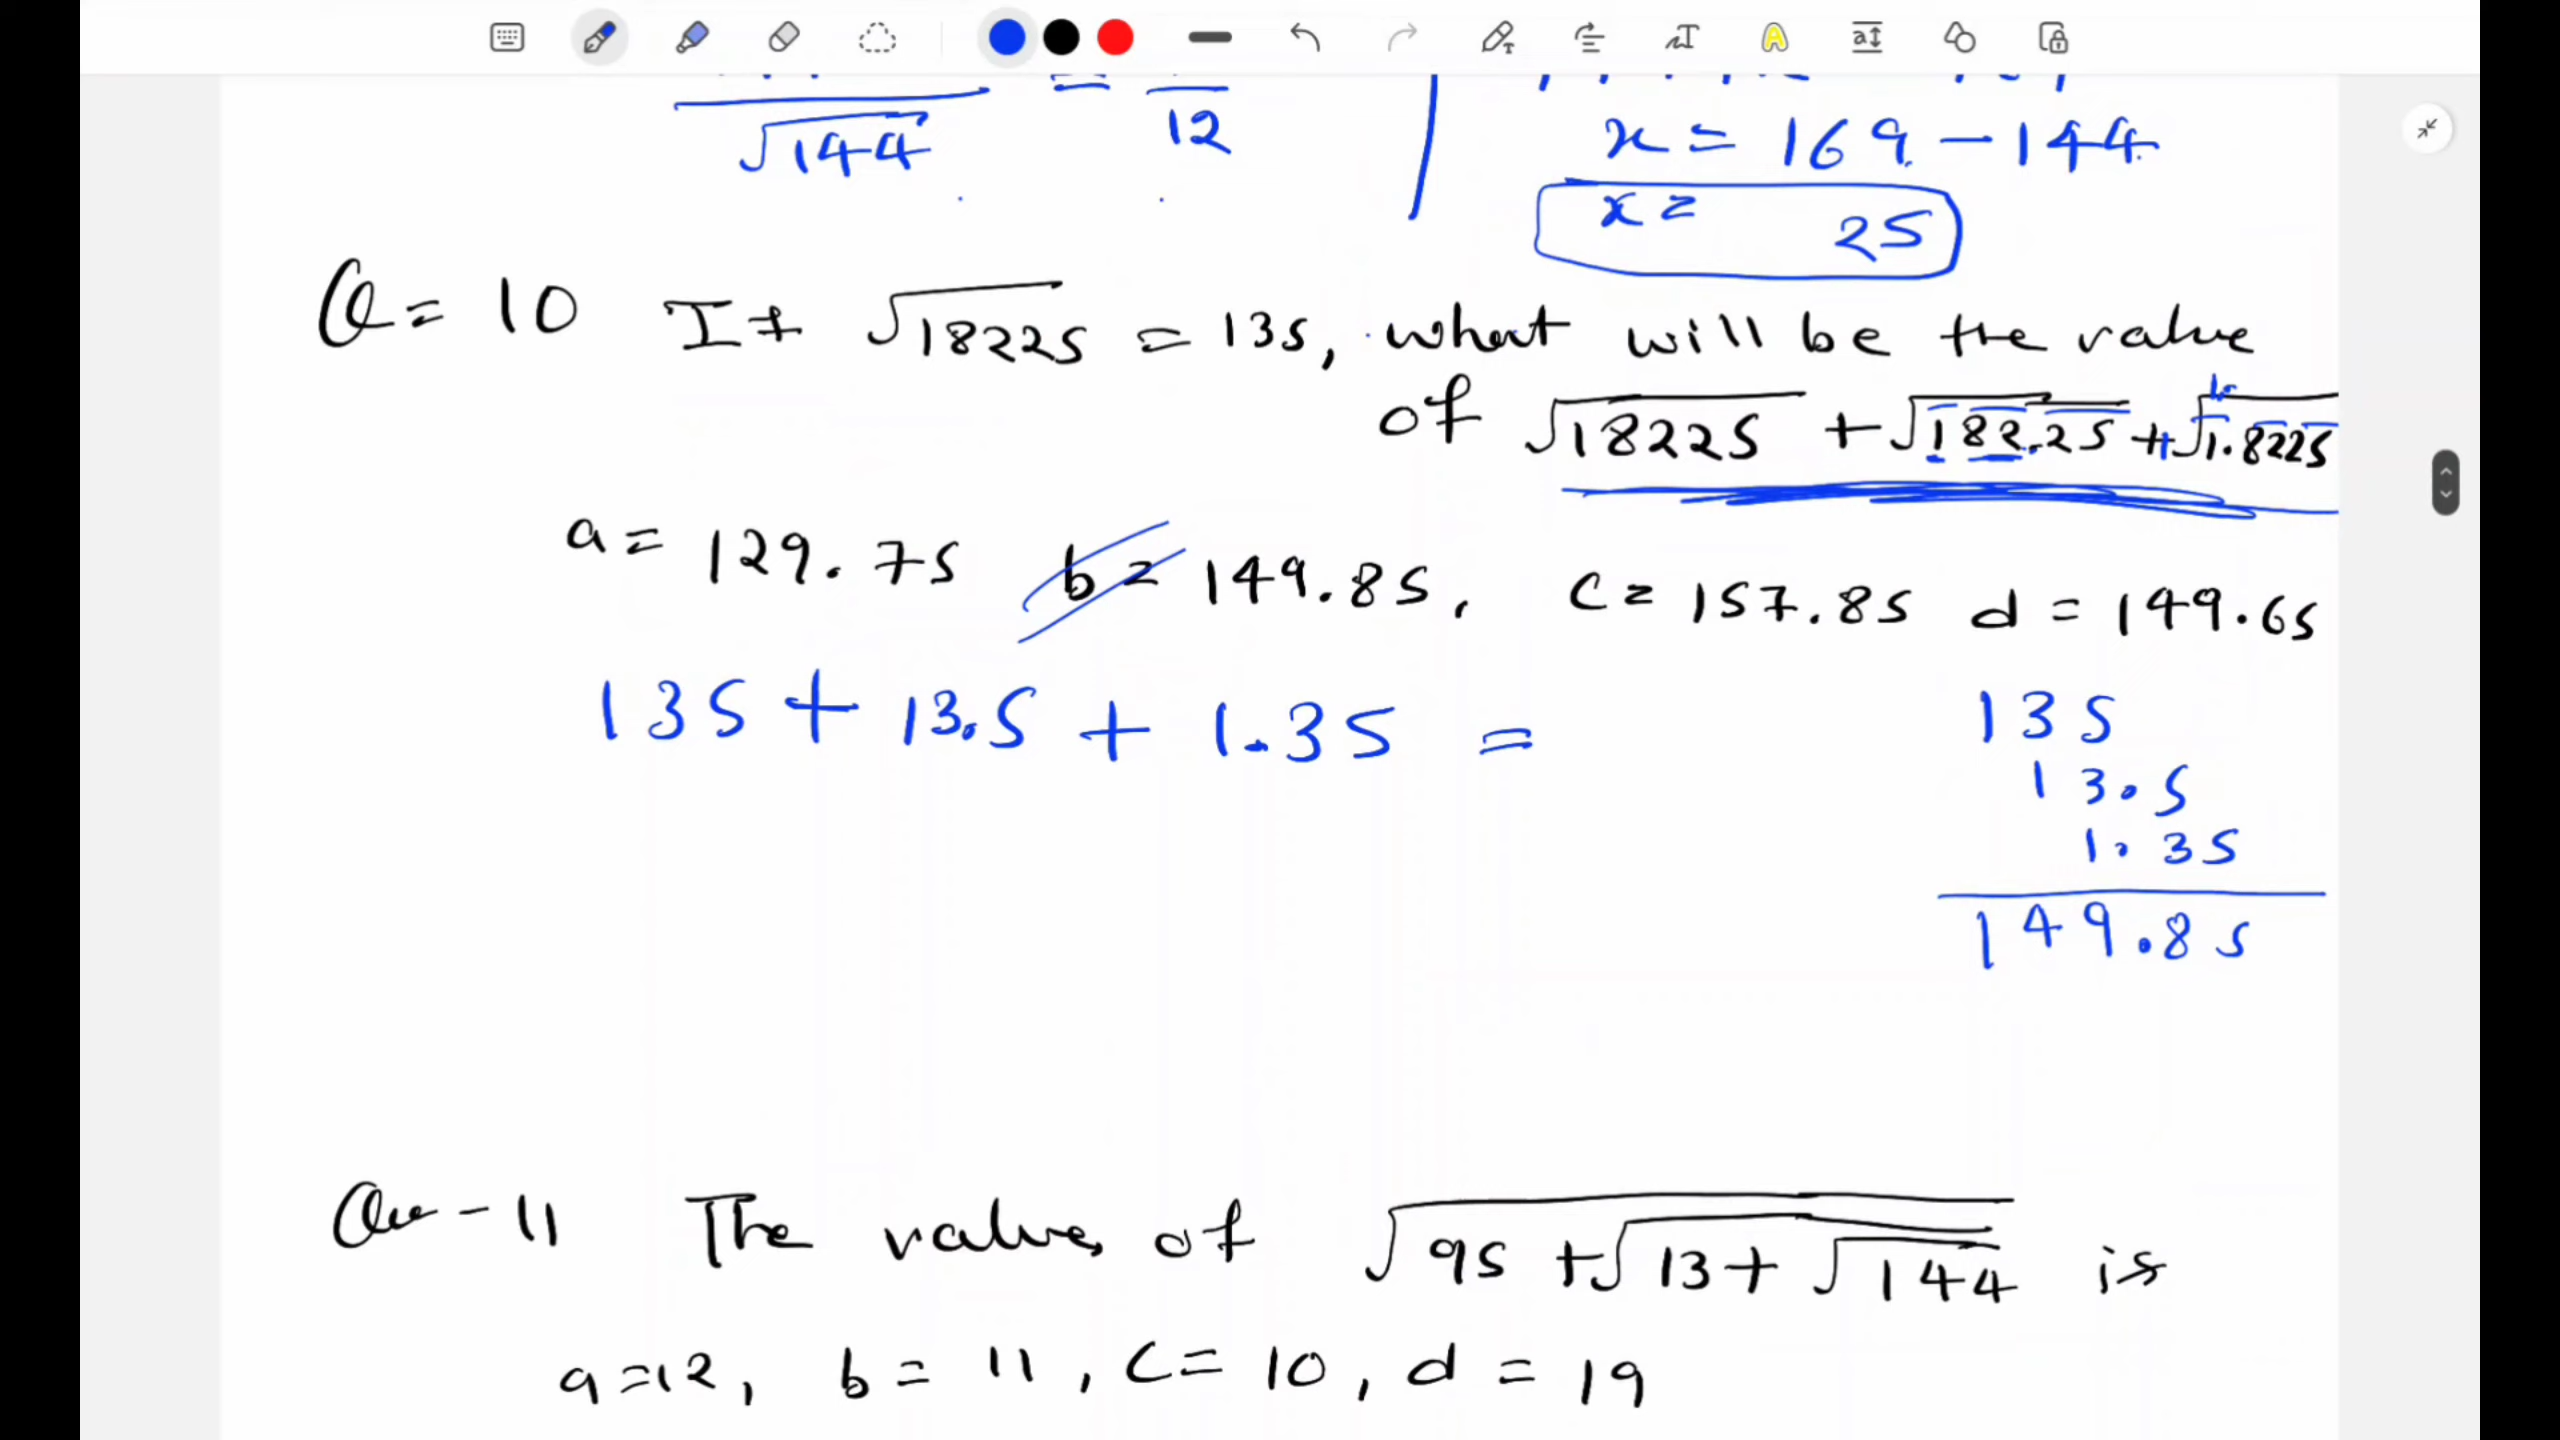 √144 = 12
x = 169 - 144
x = 25
Q = 10 If √18225 = 135, what will be the value
of √18225 + √182.25 + √1.8225
a = 129.75 b = 149.85, c = 157.85 d = 149.65
135 + 13.5 + 1.35 =
135
13.5
1.35
149.85
Que - 11 The value of √95 + √13 + √144 is
a = 12, b = 11, c = 10, d = 19